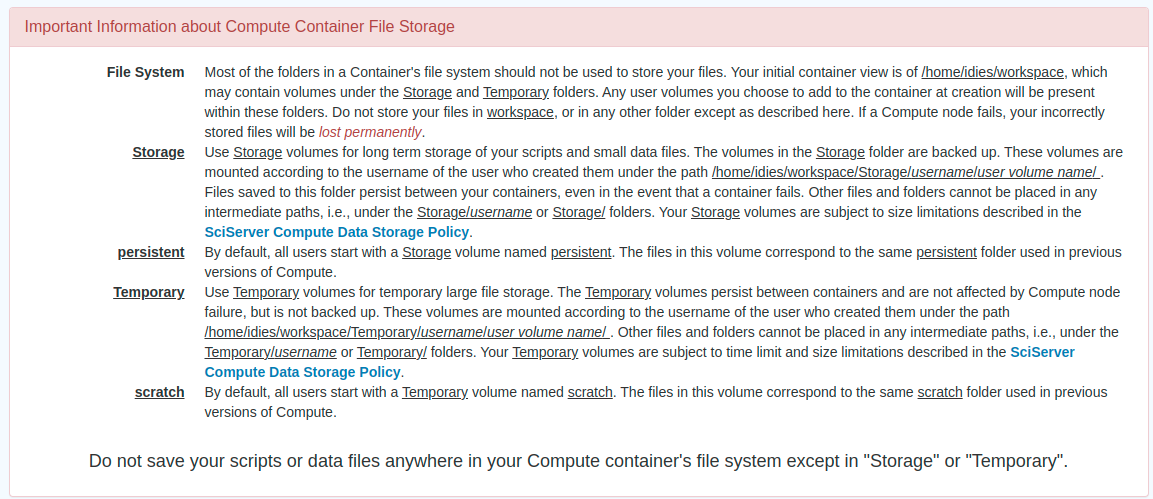 Important Information about Compute Container File Storage
File System Most of the folders in a Container's file system should not be used to store your files. Your initial container view is of /home/idies/workspace, which
may contain volumes under the Storage and Temporary folders. Any user volumes you choose to add to the container at creation will be present
within these folders. Do not store your files in workspace, or in any other folder except as described here. If a Compute node fails, your incorrectly
stored files will be lost permanently.
Storage Use Storage volumes for long term storage of your scripts and small data files. The volumes in the Storage folder are backed up. These volumes are
mounted according to the username of the user who created them under the path /home/idies/workspace/Storage/username/user volume name/ .
Files saved to this folder persist between your containers, even in the event that a container fails. Other files and folders cannot be placed in any
intermediate paths, i.e., under the Storage/username or Storage/ folders. Your Storage volumes are subject to size limitations described in the
SciServer Compute Data Storage Policy.
persistent By default, all users start with a Storage volume named persistent. The files in this volume correspond to the same persistent folder used in previous
versions of Compute.
Temporary Use Temporary volumes for temporary large file storage. The Temporary volumes persist between containers and are not affected by Compute node
failure, but is not backed up. These volumes are mounted according to the username of the user who created them under the path
/home/idies/workspace/Temporary/username/user volume name/ . Other files and folders cannot be placed in any intermediate paths, i.e., under the
Temporary/username or Temporary/ folders. Your Temporary volumes are subject to time limit and size limitations described in the SciServer
Compute Data Storage Policy.
scratch By default, all users start with a Temporary volume named scratch. The files in this volume correspond to the same scratch folder used in previous
versions of Compute.
Do not save your scripts or data files anywhere in your Compute container's file system except in "Storage" or "Temporary".